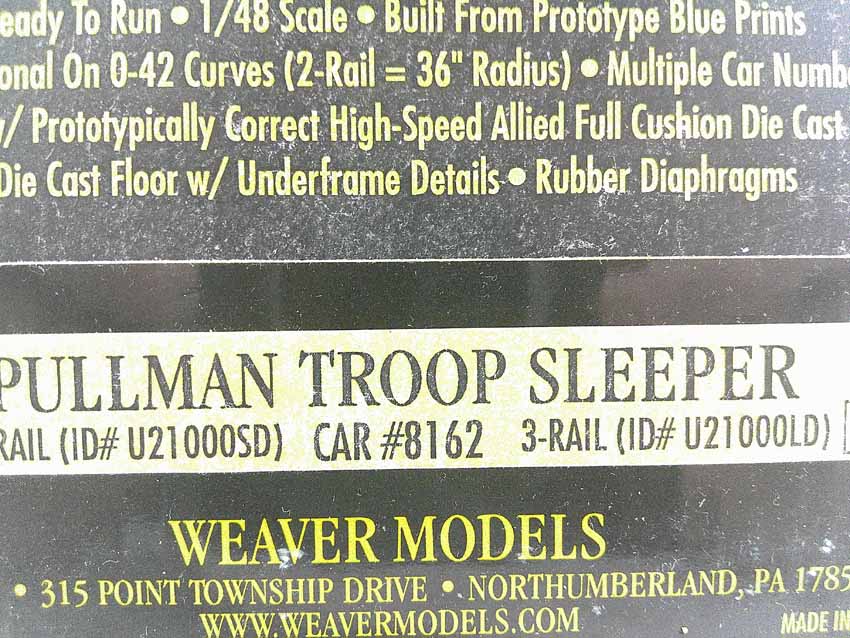 eady To Run • 1/48 Scale • Built From Prototype Blue Prints
onal On O-42 Curves (2-Rail = 36" Radius) • Multiple Car Numb
/ Prototypically Correct High-Speed Allied Full Cushion Die Cast
Die Cast Floor w/ Underframe Details • Rubber Diaphragms
PULLMAN TROOP SLEEPER
RAIL (ID# U21000SD) CAR #8162 3-RAIL (ID# U21000LD)
WEAVER MODELS
• 315 POINT TOWNSHIP DRIVE • NORTHUMBERLAND, PA 1785
WWW.WEAVERMODELS.COM MADE IN